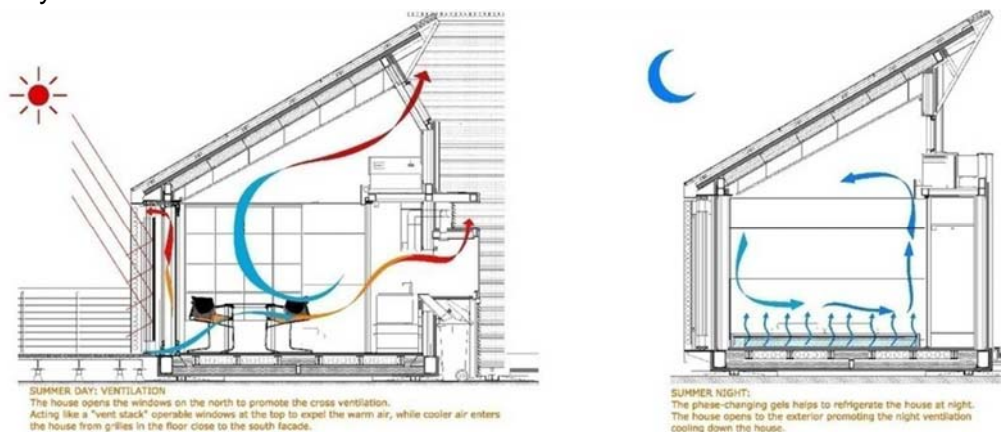 SUMMER DAY: VENTILATION
The house opens the windows on the north to promote the cross ventilation.
Acting like a "vent stack" operable windows at the top to expel the warm air, while cooler air enters
the house from grilles in the floor close to the south facade.
SUMMER NIGHT:
The phase-changing gels helps to refrigerate the house at night.
The house opens to the exterior promoting the night ventilation
cooling down the house.